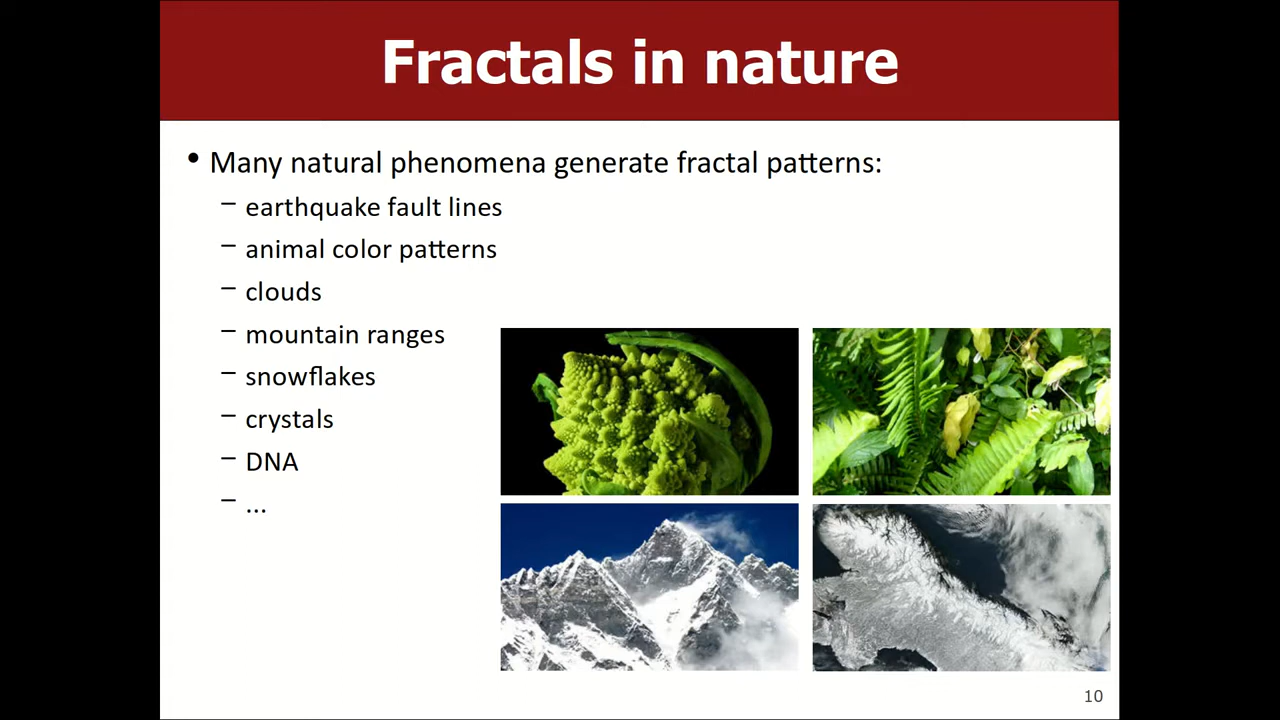 Fractals in nature
• Many natural phenomena generate fractal patterns:
– earthquake fault lines
– animal color patterns
– clouds
– mountain ranges
– snowflakes
– crystals
– DNA
– ...
10